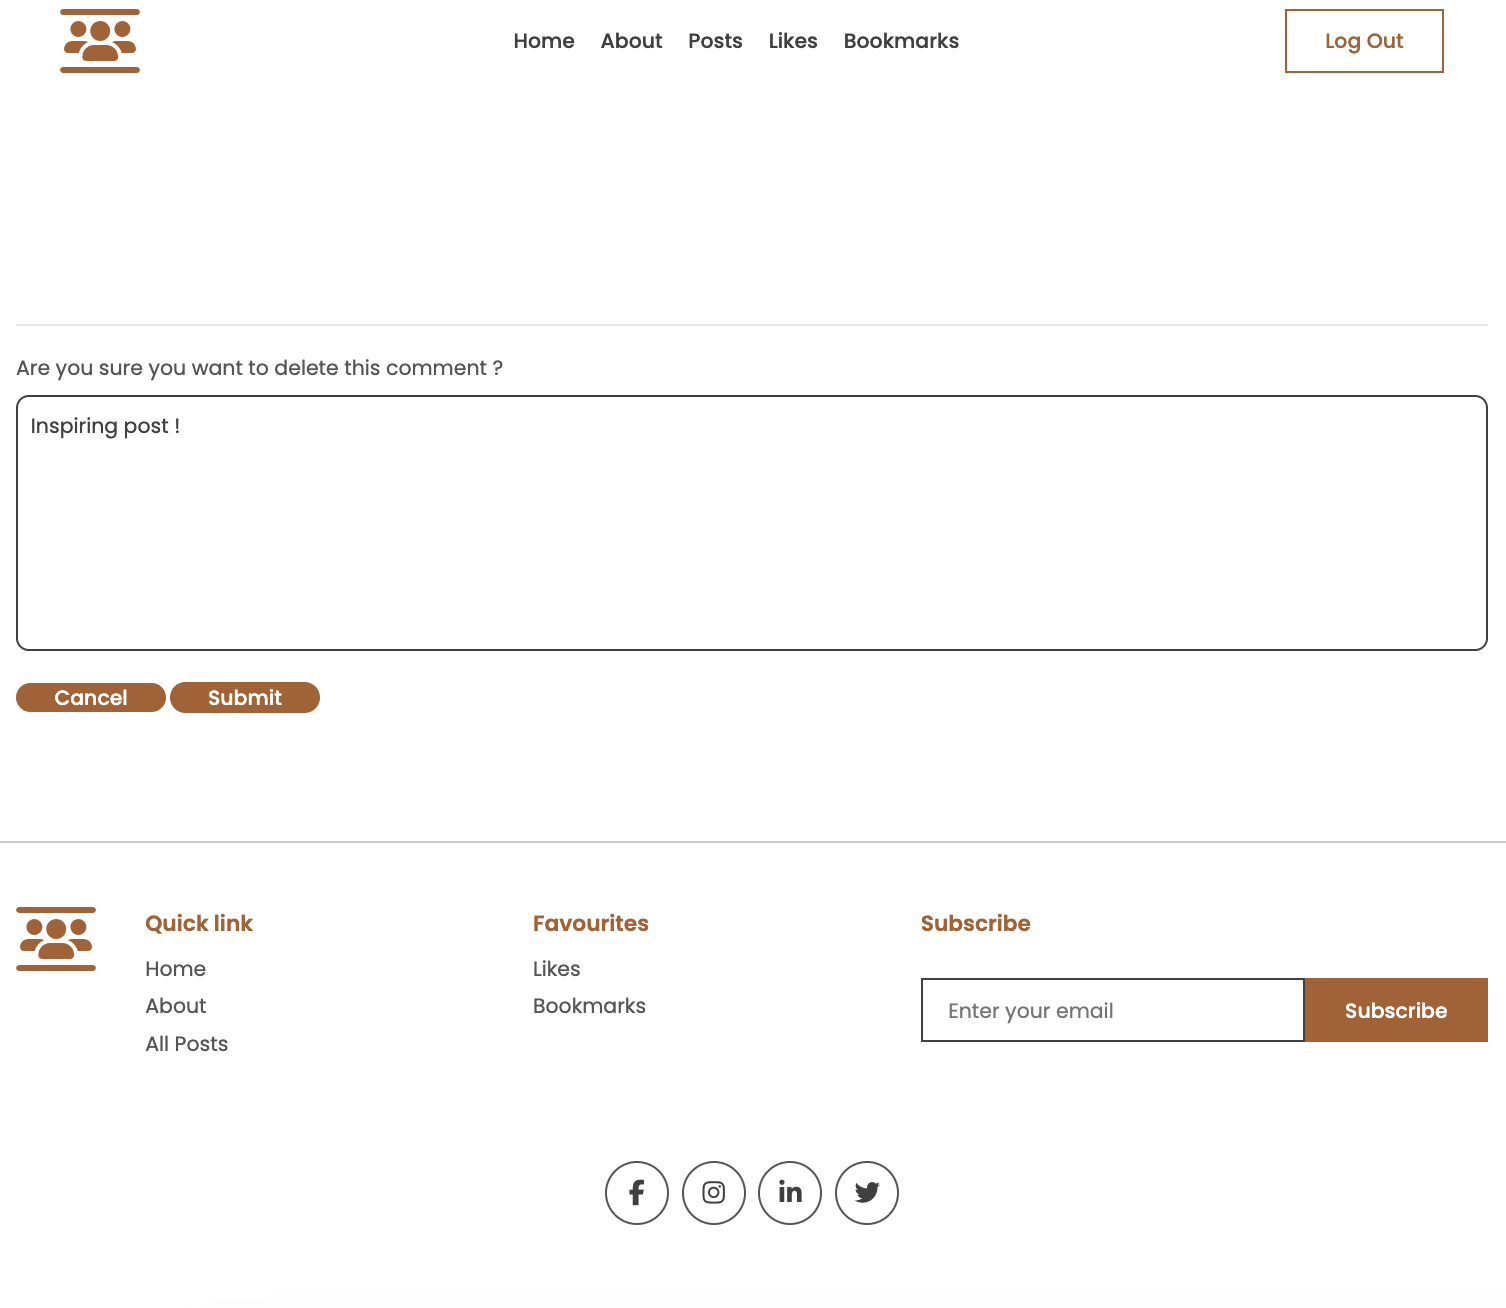 Home About Posts Likes Bookmarks Log Out
Are you sure you want to delete this comment ?
Inspiring post !
Cancel Submit
Quick link
Home
About
All Posts
Favourites
Likes
Bookmarks
Subscribe
Enter your email Subscribe